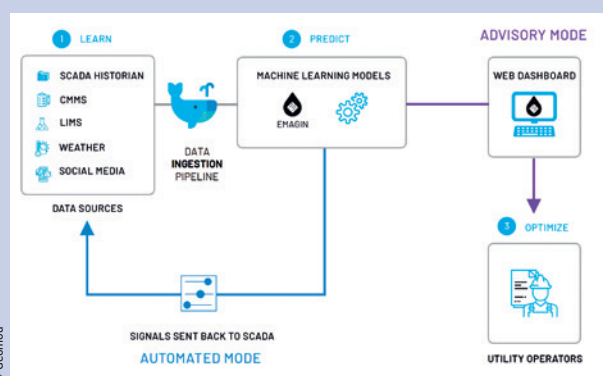 1 LEARN
SCADA HISTORIAN
CMMS
LIMS
WEATHER
SOCIAL MEDIA
DATA SOURCES
DATA
INGESTION
PIPELINE
2 PREDICT
MACHINE LEARNING MODELS
EMAGIN
ADVISORY MODE
WEB DASHBOARD
3 OPTIMIZE
UTILITY OPERATORS
SIGNALS SENT BACK TO SCADA
AUTOMATED MODE